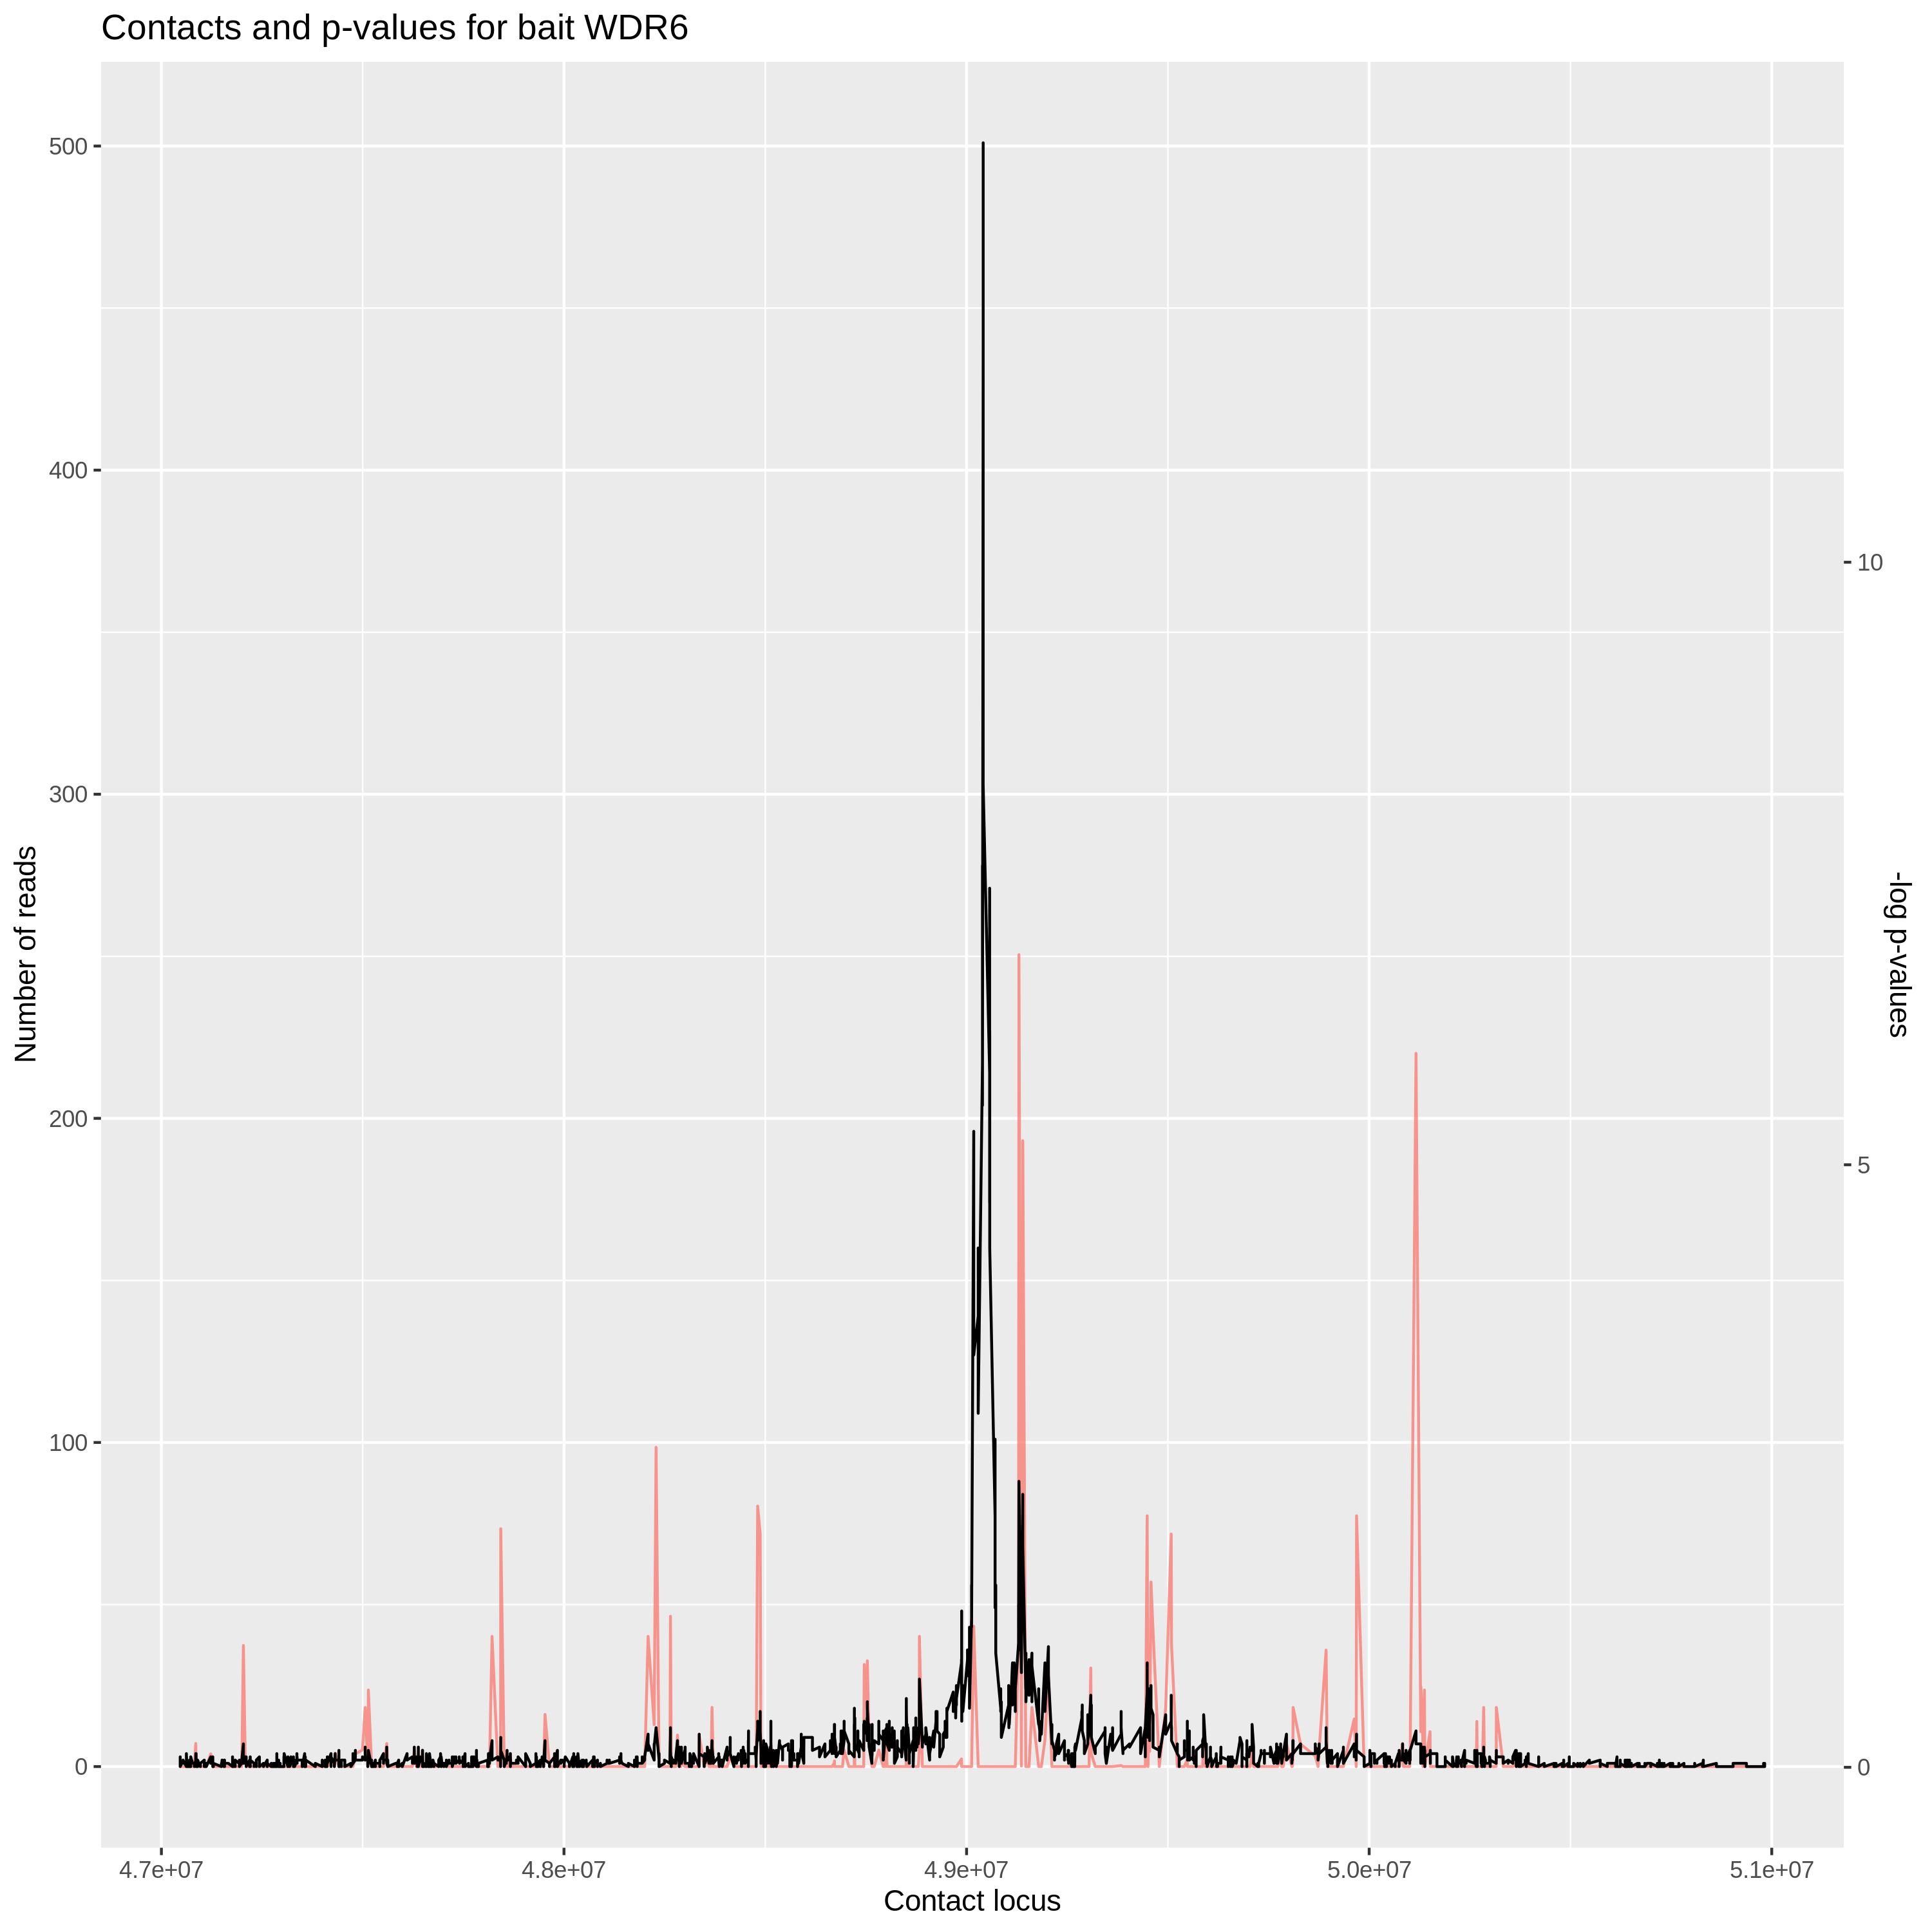 Contacts and p-values for bait WDR6
500
400
300
200
100
0
Number of reads
10
5
0
-log p-values
4.7e+07
4.8e+07
4.9e+07
5.0e+07
5.1e+07
Contact locus